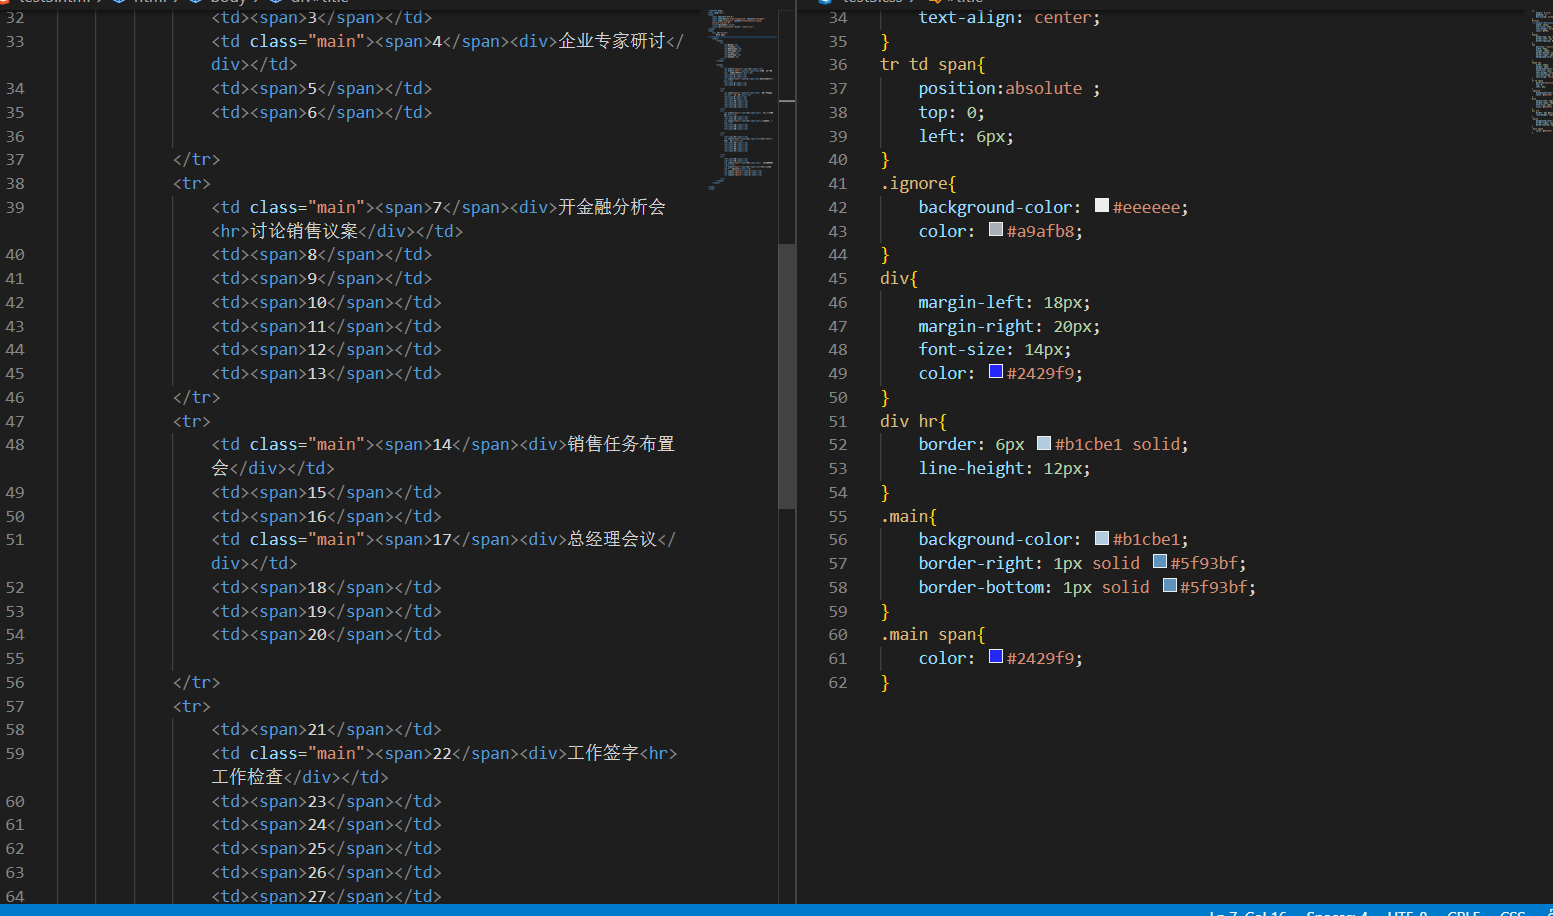 32 <td><span>3</span></td>
33 <td class="main"><span>4</span><div>企业专家研讨</
div></td>
34 <td><span>5</span></td>
35 <td><span>6</span></td>
36
37 </tr>
38 <tr>
39 <td class="main"><span>7</span><div>开金融分析会
<hr>讨论销售议案</div></td>
40 <td><span>8</span></td>
41 <td><span>9</span></td>
42 <td><span>10</span></td>
43 <td><span>11</span></td>
44 <td><span>12</span></td>
45 <td><span>13</span></td>
46 </tr>
47 <tr>
48 <td class="main"><span>14</span><div>销售任务布置
会</div></td>
49 <td><span>15</span></td>
50 <td><span>16</span></td>
51 <td class="main"><span>17</span><div>总经理会议</
div></td>
52 <td><span>18</span></td>
53 <td><span>19</span></td>
54 <td><span>20</span></td>
55
56 </tr>
57 <tr>
58 <td><span>21</span></td>
59 <td class="main"><span>22</span><div>工作签字<hr>
工作检查</div></td>
60 <td><span>23</span></td>
61 <td><span>24</span></td>
62 <td><span>25</span></td>
63 <td><span>26</span></td>
64 <td><span>27</span></td>
34 text-align: center;
35 }
36 tr td span{
37 position:absolute ;
38 top: 0;
39 left: 6px;
40 }
41 .ignore{
42 background-color: #eeeeee;
43 color: #a9afb8;
44 }
45 div{
46 margin-left: 18px;
47 margin-right: 20px;
48 font-size: 14px;
49 color: #2429f9;
50 }
51 div hr{
52 border: 6px #b1cbe1 solid;
53 line-height: 12px;
54 }
55 .main{
56 background-color: #b1cbe1;
57 border-right: 1px solid #5f93bf;
58 border-bottom: 1px solid #5f93bf;
59 }
60 .main span{
61 color: #2429f9;
62 }